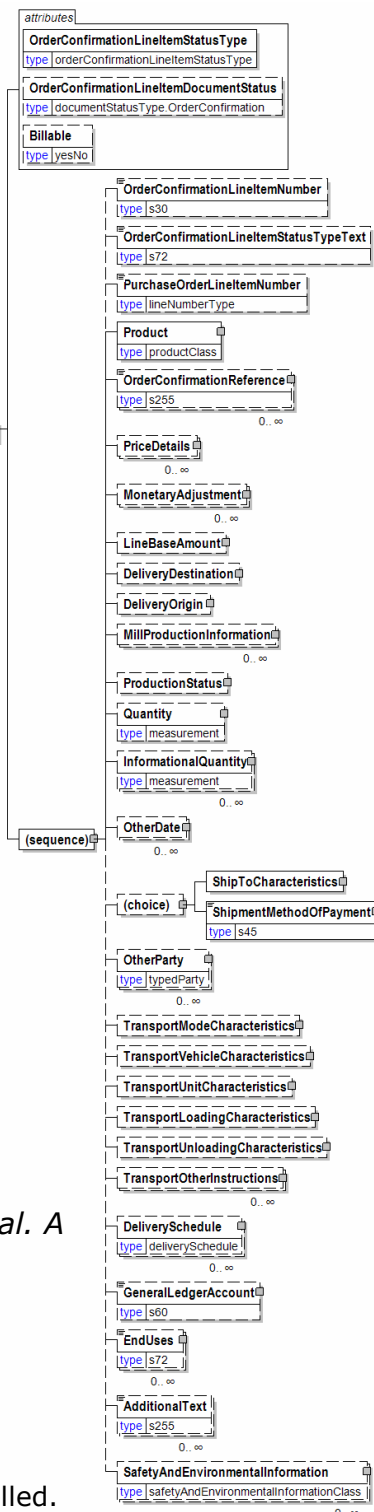 attributes
OrderConfirmationLineItemStatusType
type orderConfirmationLineItemStatusType
OrderConfirmationLineItemDocumentStatus
type documentStatusType.OrderConfirmation
Billable
type yesNo
OrderConfirmationLineItemNumber
type s30
OrderConfirmationLineItemStatusTypeText
type s72
PurchaseOrderLineItemNumber
type lineNumberType
Product
type productClass
OrderConfirmationReference
type s255
0.. ∞
PriceDetails
0.. ∞
MonetaryAdjustment
0.. ∞
LineBaseAmount
DeliveryDestination
DeliveryOrigin
MillProductionInformation
0.. ∞
ProductionStatus
Quantity
type measurement
InformationalQuantity
type measurement
0.. ∞
(sequence)
OtherDate
0.. ∞
(choice)
ShipToCharacteristics
ShipmentMethodOfPayment
type s45
OtherParty
type typedParty
0.. ∞
TransportModeCharacteristics
TransportVehicleCharacteristics
TransportUnitCharacteristics
TransportLoadingCharacteristics
TransportUnloadingCharacteristics
TransportOtherInstructions
0.. ∞
al. A
DeliverySchedule
type deliverySchedule
0.. ∞
GeneralLedgerAccount
type s60
EndUses
type s72
0.. ∞
AdditionalText
type s255
0.. ∞
SafetyAndEnvironmentalInformation
type safetyAndEnvironmentalInformationClass
0.. ∞
lled.